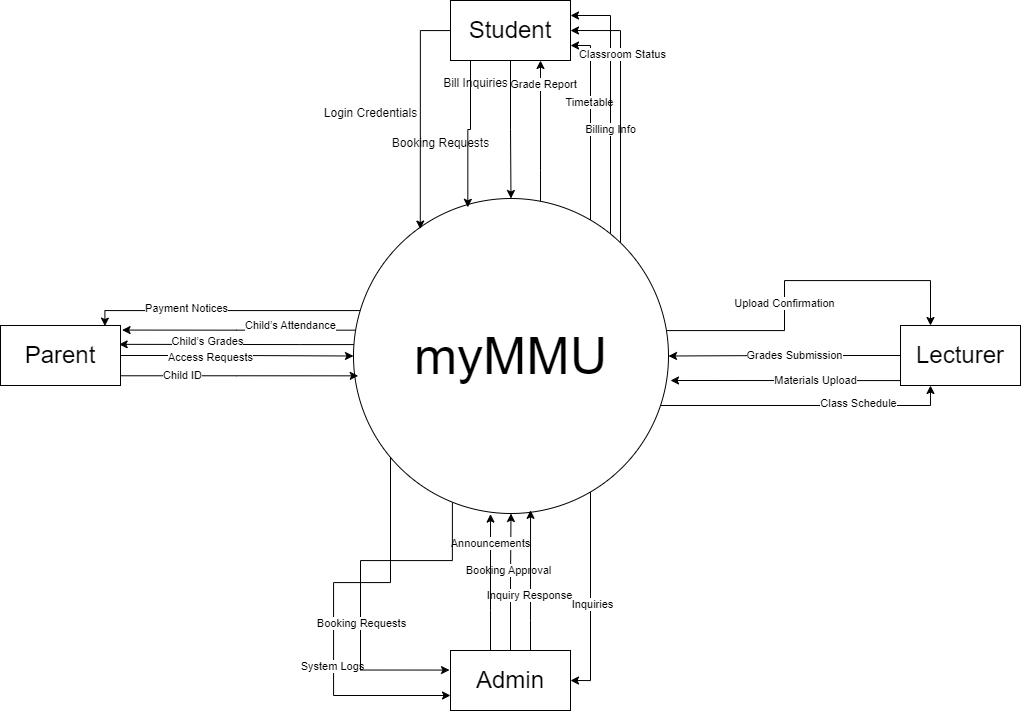 Student
Classroom Status
Bill Inquiries
Grade Report
Timetable
Login Credentials
Billing Info
Booking Requests
Payment Notices
Upload Confirmation
Child's Attendance
Child's Grades
Parent
Access Requests
myMMU
Grades Submission
Lecturer
Child ID
Materials Upload
Class Schedule
Announcements
Booking Approval
Inquiry Response
Inquiries
Booking Requests
System Logs
Admin